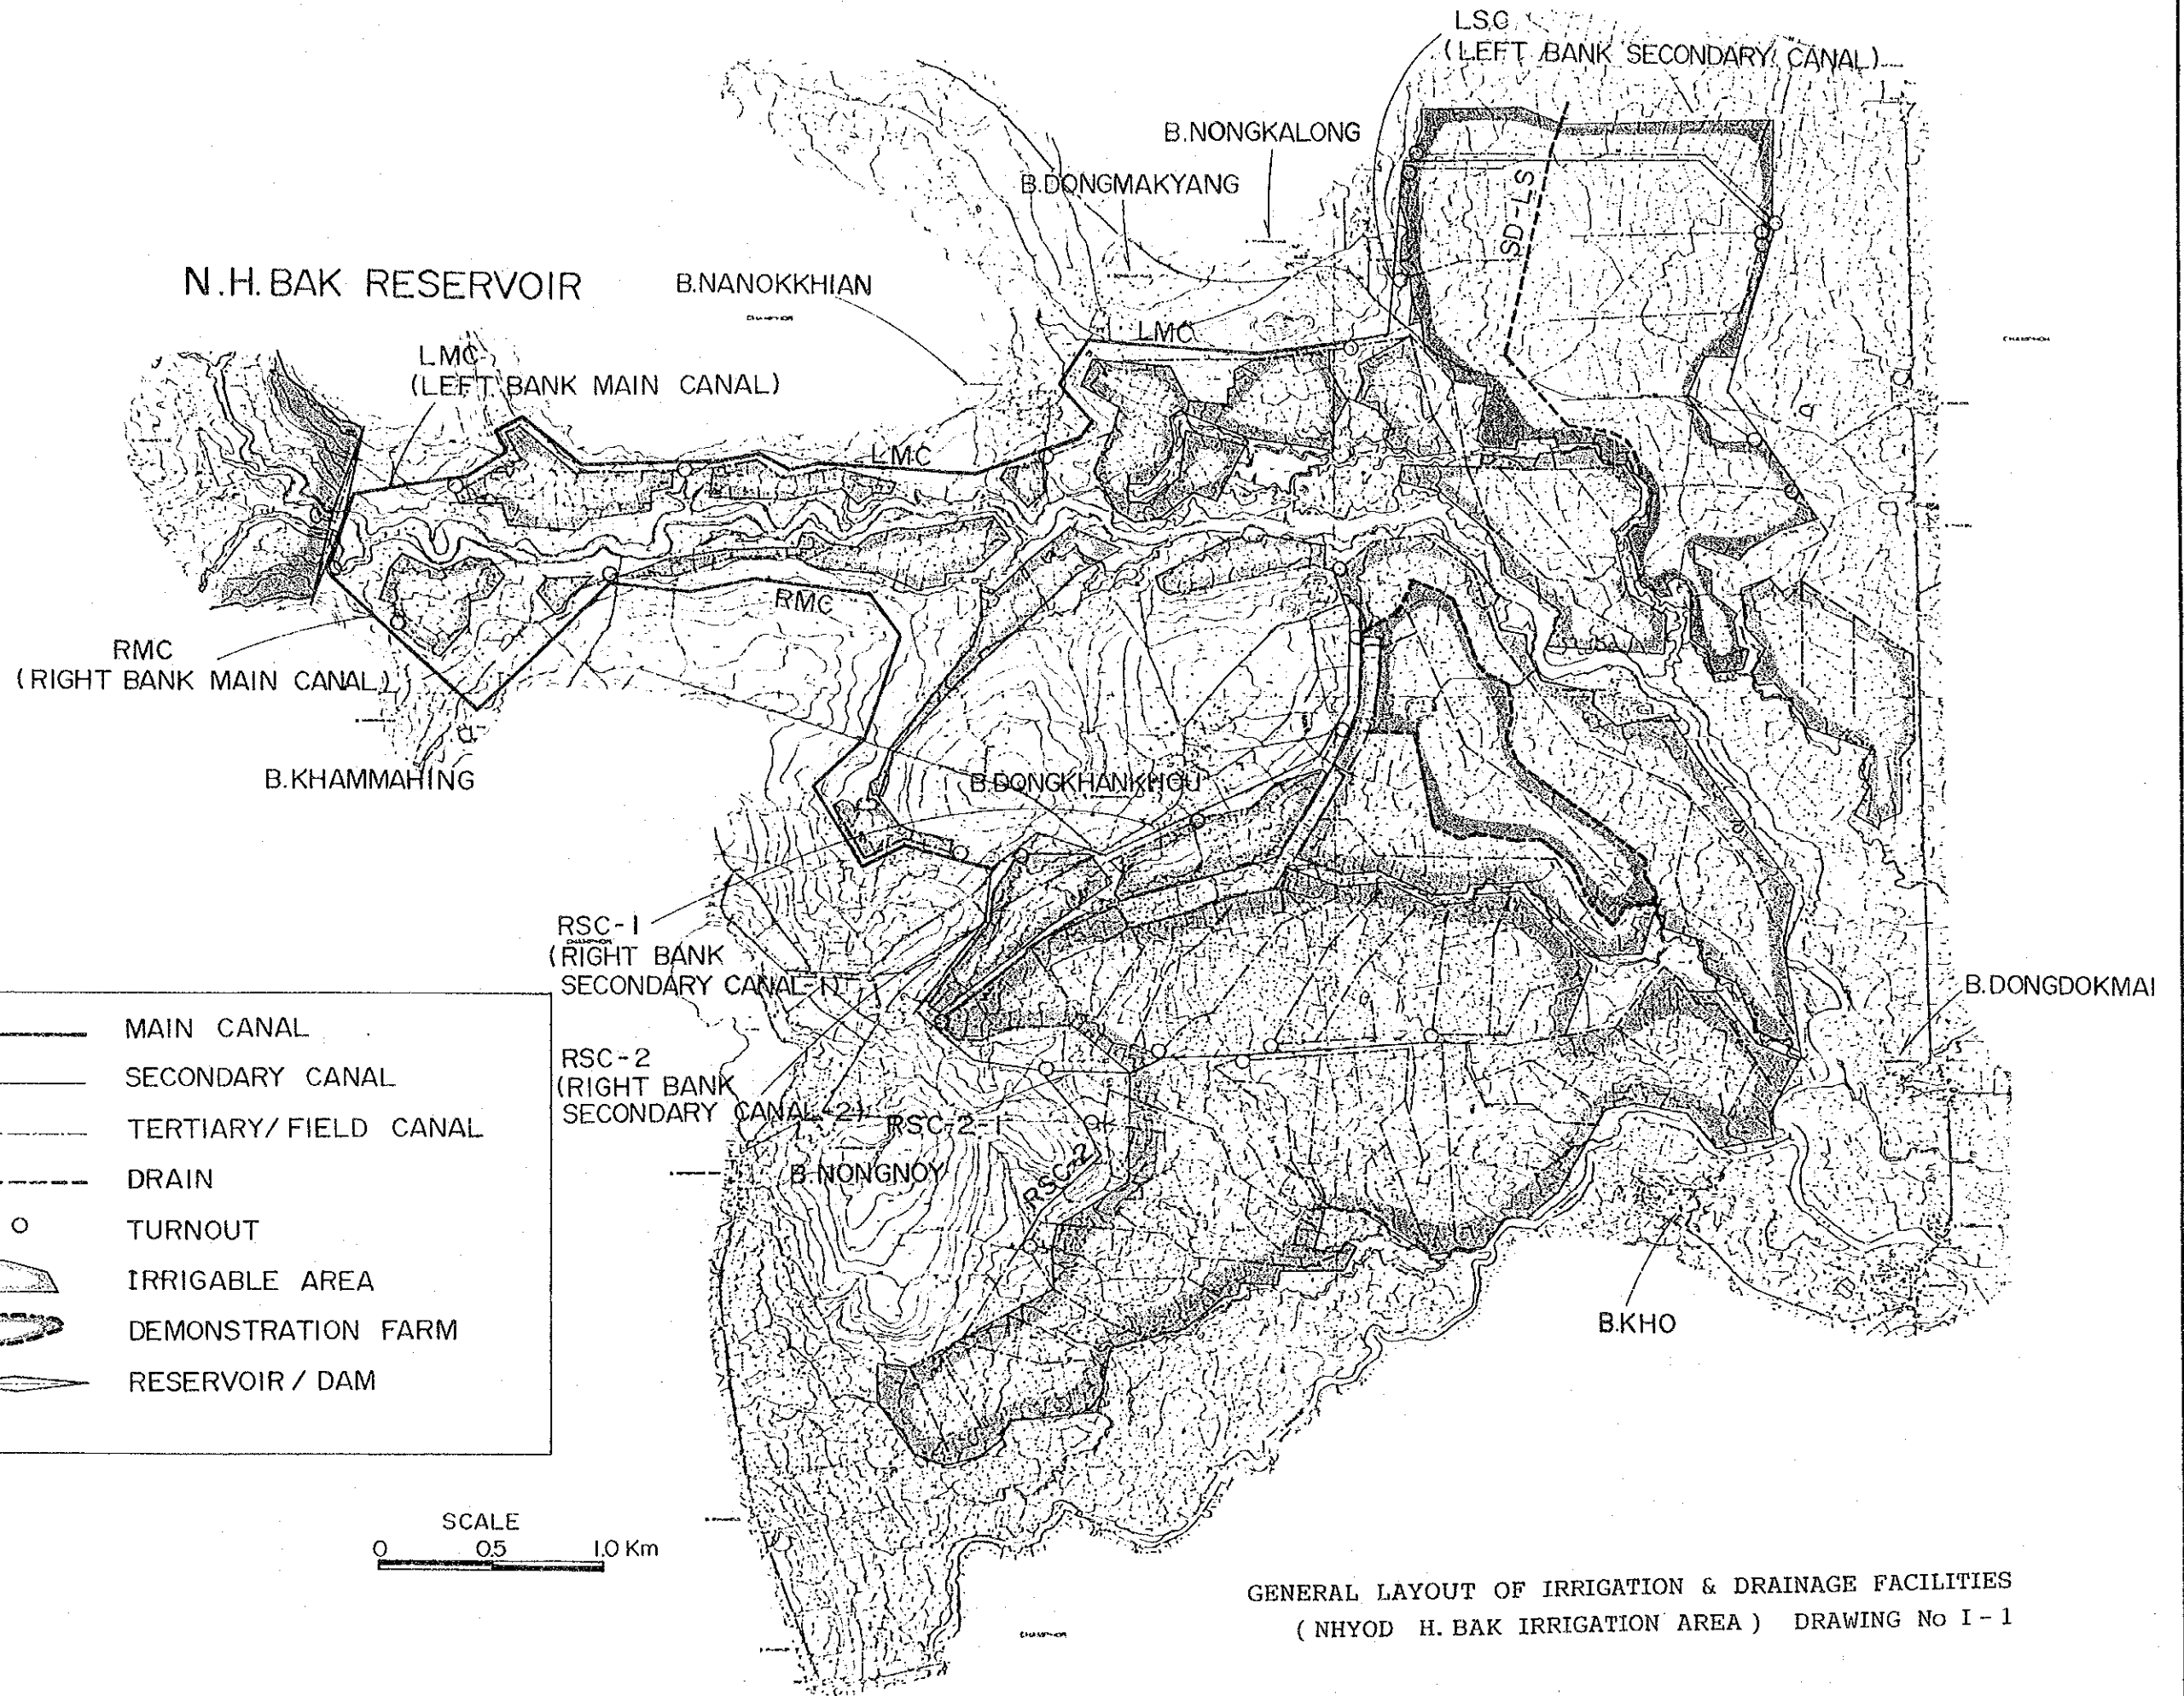 LSC
(LEFT BANK SECONDARY CANAL)
B.NONGKALONG
B.DONGMAKYANG
SD-LS
N.H.BAK RESERVOIR
B.NANOKKHIAN
LMC
LMC
(LEFT BANK MAIN CANAL)
LMC
RMC
RMC
(RIGHT BANK MAIN CANAL)
B.KHAMMAHING
B.DONGKHANKHOU
RSC-1
(RIGHT BANK
SECONDARY CANAL-1)
B.DONGDOKMAI
RSC-2
(RIGHT BANK
SECONDARY CANAL-2)
RSC-2-1
B.NONGNOY
RSC-2
B.KHO
MAIN CANAL
SECONDARY CANAL
TERTIARY/FIELD CANAL
DRAIN
TURNOUT
IRRIGABLE AREA
DEMONSTRATION FARM
RESERVOIR / DAM
SCALE
0 0.5 1.0 Km
GENERAL LAYOUT OF IRRIGATION & DRAINAGE FACILITIES
( NHYOD H. BAK IRRIGATION AREA ) DRAWING No I-1